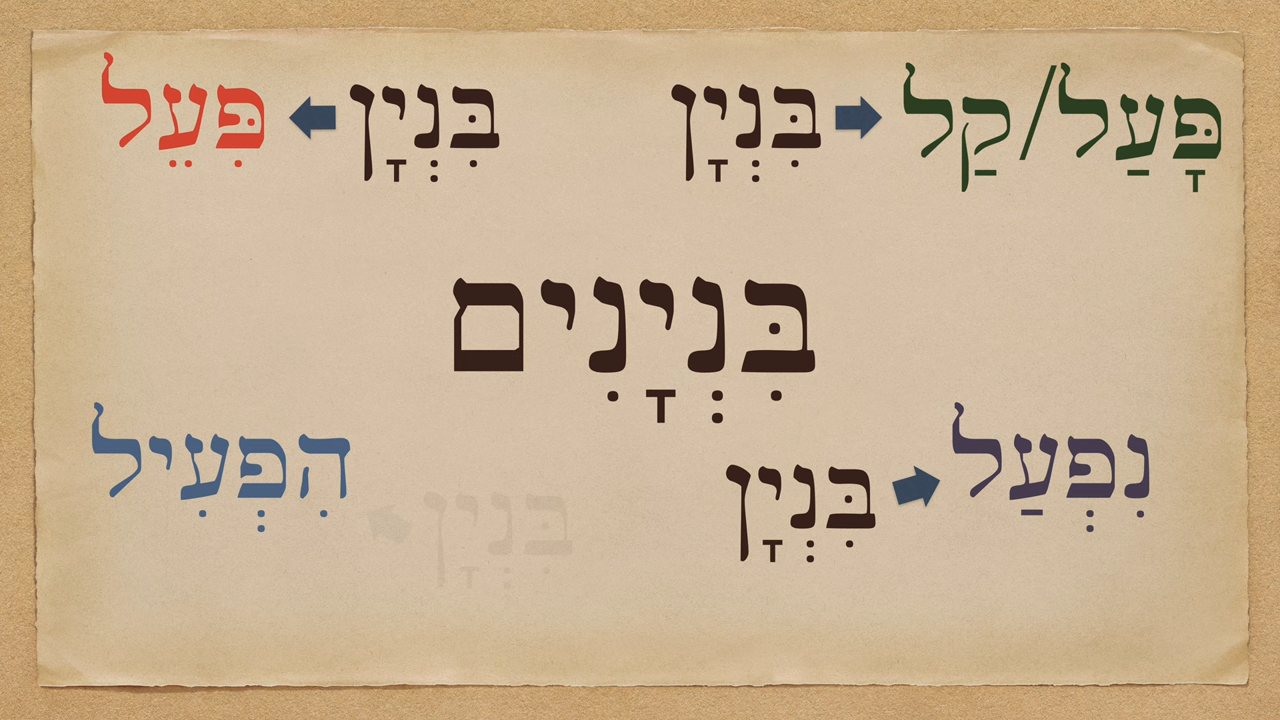 פָּעַל/קַל בִּנְיָן
בִּנְיָן פִּעֵל
בִּנְיָנִים
נִפְעַל בִּנְיָן
בִּנְיָן הִפְעִיל